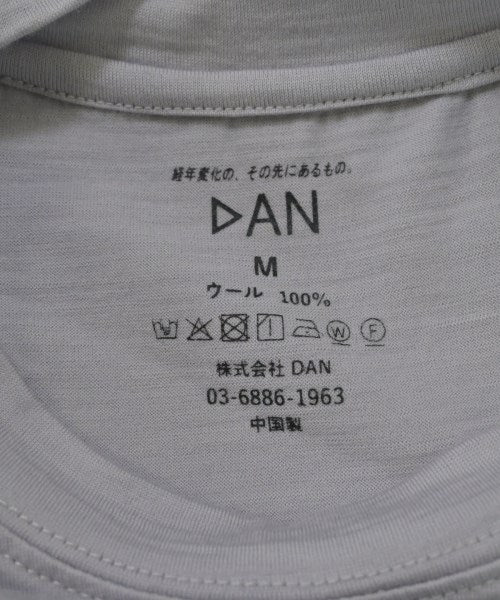 経年変化の、その先にあるもの。
DAN
M
ウール 100%
W F
株式会社 DAN
03-6886-1963
中国製